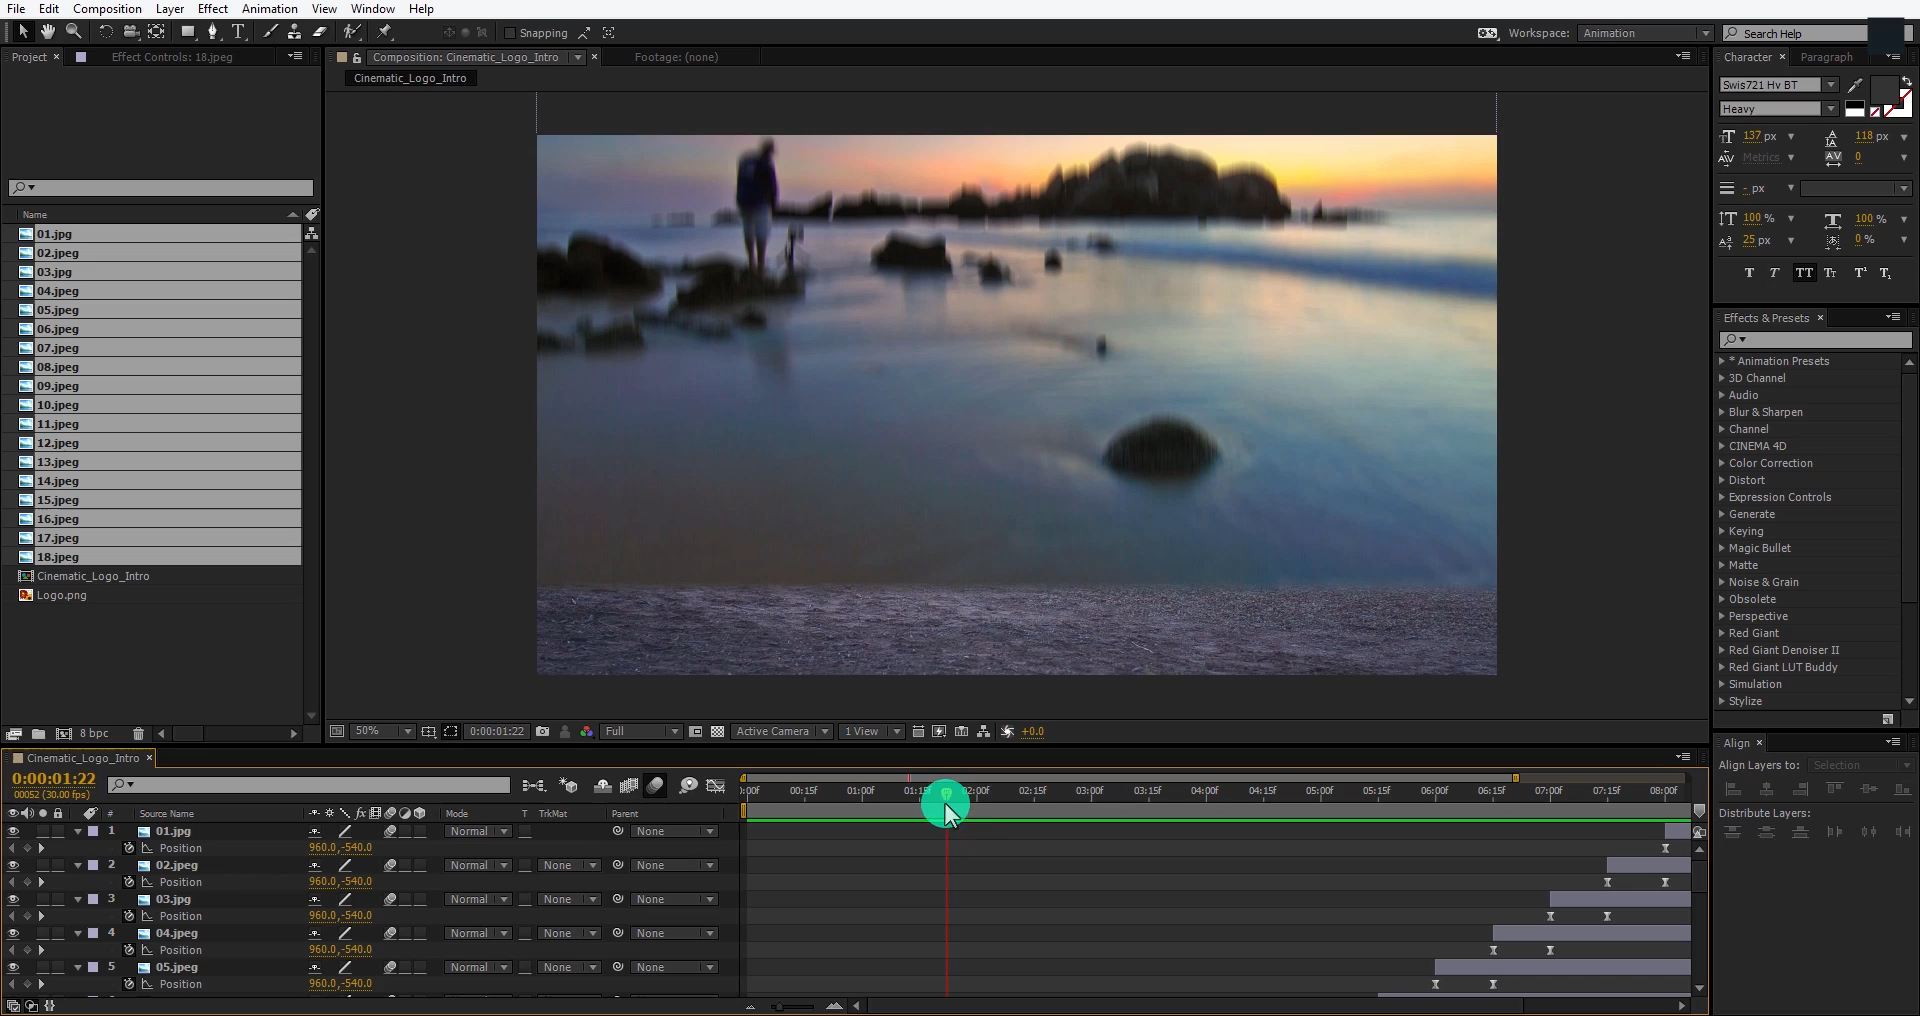 File Edit Composition Layer Effect Animation View Window Help
Snapping Workspace: Animation Search Help
Project × Effect Controls: 18.jpeg Composition: Cinematic_Logo_Intro × Footage: (none) Character × Paragraph
Cinematic_Logo_Intro
Swis721 Hv BT
Heavy
137 px 118 px
Metrics 0
- px
100 % 100 %
25 px 0 %
T T TT Tт T¹ T₁
Name
01.jpg
02.jpeg
03.jpg
04.jpeg
05.jpeg
06.jpeg
07.jpeg
08.jpeg
09.jpeg
10.jpeg
11.jpeg
12.jpeg
13.jpeg
14.jpeg
15.jpeg
16.jpeg
17.jpeg
18.jpeg
Cinematic_Logo_Intro
Logo.png
8 bpc
50% 0:00:01:22 Full Active Camera 1 View +0.0
Effects & Presets ×
* Animation Presets
3D Channel
Audio
Blur & Sharpen
Channel
CINEMA 4D
Color Correction
Distort
Expression Controls
Generate
Keying
Magic Bullet
Matte
Noise & Grain
Obsolete
Perspective
Red Giant
Red Giant Denoiser II
Red Giant LUT Buddy
Simulation
Stylize
Align ×
Align Layers to: Selection
Distribute Layers:
Cinematic_Logo_Intro ×
0:00:01:22
00052 (30.00 fps)
):00f 00:15f 01:00f 01:15f 02:00f 02:15f 03:00f 03:15f 04:00f 04:15f 05:00f 05:15f 06:00f 06:15f 07:00f 07:15f 08:00f
# Source Name fx Mode T TrkMat Parent
1 01.jpg Normal None
Position 960.0,-540.0
2 02.jpeg Normal None None
Position 960.0,-540.0
3 03.jpg Normal None None
Position 960.0,-540.0
4 04.jpeg Normal None None
Position 960.0,-540.0
5 05.jpeg Normal None None
Position 960.0,-540.0